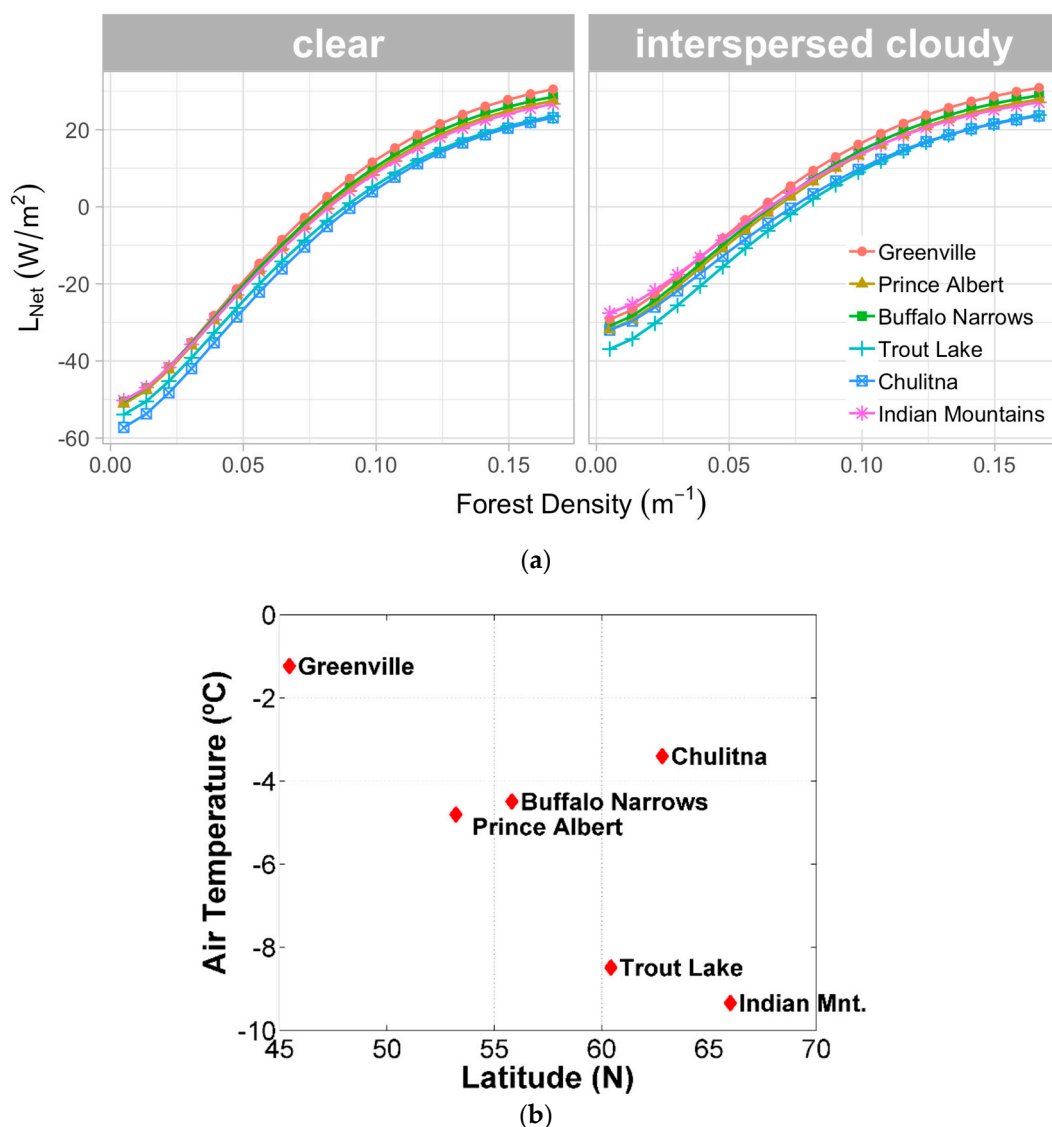 clear
interspersed cloudy
20
0
-20
-40
-60
L_Net (W/m²)
Greenville
Prince Albert
Buffalo Narrows
Trout Lake
Chulitna
Indian Mountains
0.00 0.05 0.10 0.15 0.00 0.05 0.10 0.15
Forest Density (m⁻¹)
(a)
0
-2
-4
-6
-8
-10
Air Temperature (ºC)
Greenville
Chulitna
Buffalo Narrows
Prince Albert
Trout Lake
Indian Mnt.
45 50 55 60 65 70
Latitude (N)
(b)